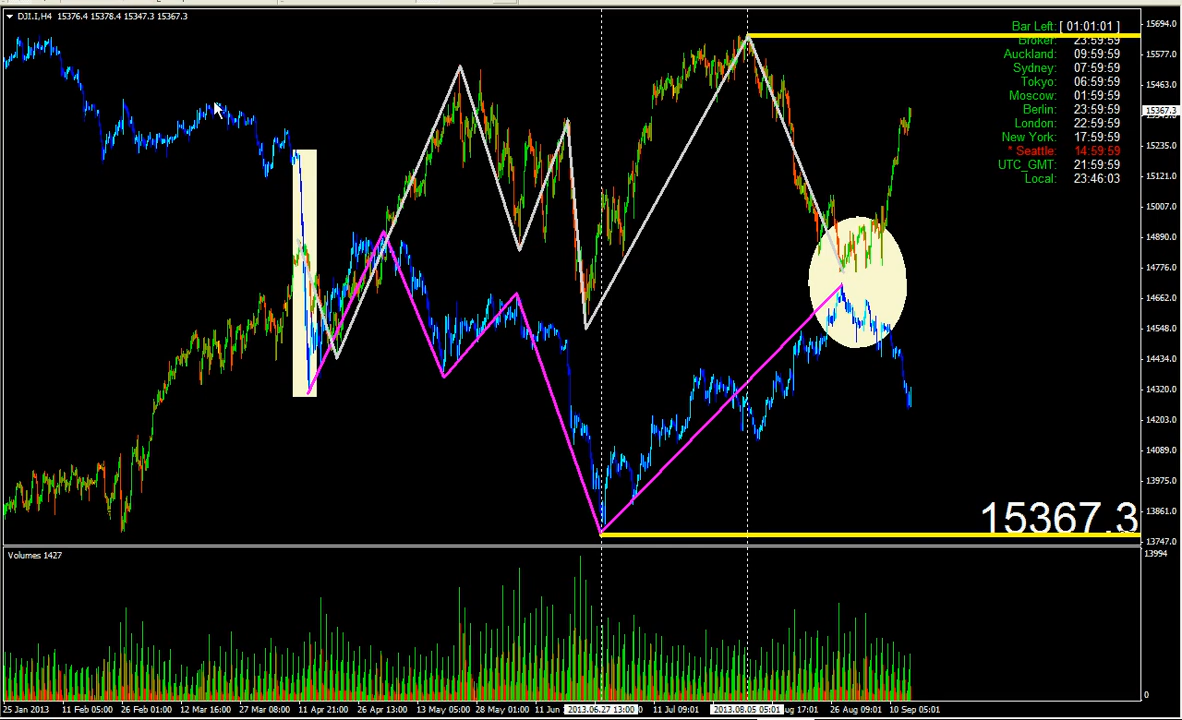 DJI.I,H4 15376.4 15378.4 15347.3 15367.3
Bar Left: [ 01:01:01 ]
Broker: 23:59:59
Auckland: 09:59:59
Sydney: 07:59:59
Tokyo: 06:59:59
Moscow: 01:59:59
Berlin: 23:59:59
London: 22:59:59
New York: 17:59:59
* Seattle: 14:59:59
UTC_GMT: 21:59:59
Local: 23:46:03
15694.0
15577.0
15463.0
15367.3
15235.0
15121.0
15007.0
14890.0
14776.0
14662.0
14548.0
14434.0
14320.0
14203.0
14089.0
13975.0
13861.0
13747.0
15367.3
Volumes 1427
13994
0
25 Jan 2013 11 Feb 05:00 26 Feb 01:00 12 Mar 16:00 27 Mar 08:00 11 Apr 21:00 26 Apr 13:00 13 May 05:00 28 May 01:00 11 Jun 2013.06.27 13:00 11 Jul 09:01 2013.08.05 05:01 ug 17:01 26 Aug 09:01 10 Sep 05:01